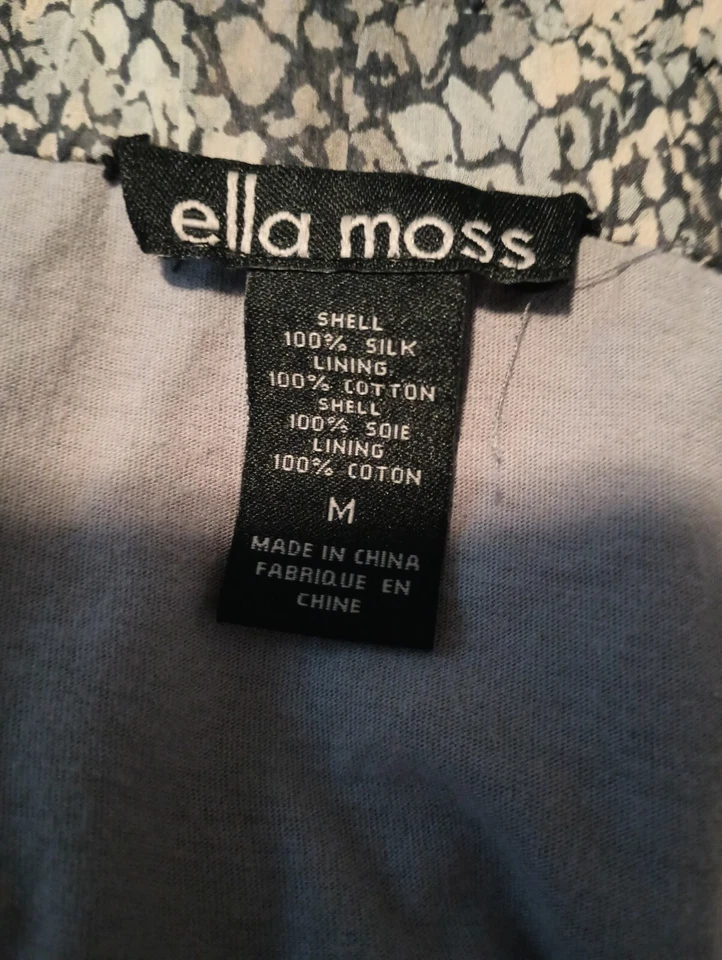 ella moss
SHELL
100% SILK
LINING
100% COTTON
SHELL
100% SOIE
LINING
100% COTON
M
MADE IN CHINA
FABRIQUE EN
CHINE